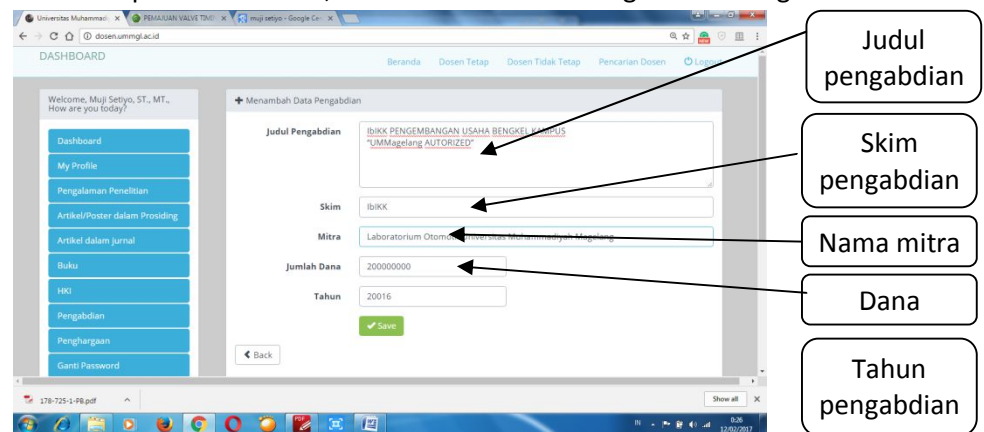 Universitas Muhammadi
PEMAJUAN VALVE TIMI
muji setiyo - Google Ce
dosen.ummgl.ac.id
DASHBOARD
Beranda Dosen Tetap Dosen Tidak Tetap Pencarian Dosen Logout
Welcome, Muji Setiyo, ST., MT.,
How are you today?
Dashboard
My Profile
Pengalaman Penelitian
Artikel/Poster dalam Prosiding
Artikel dalam Jurnal
Buku
HKI
Pengabdian
Penghargaan
Ganti Password
Menambah Data Pengabdian
Judul Pengabdian
IbIKK PENGEMBANGAN USAHA BENGKEL KAMPUS
"UMMagelang AUTORIZED"
Skim
IbIKK
Mitra
Laboratorium Otomotif Universitas Muhammadiyah Magelang
Jumlah Dana
200000000
Tahun
20016
Save
Back
Judul
pengabdian
Skim
pengabdian
Nama mitra
Dana
Tahun
pengabdian
178-725-1-PB.pdf
Show all
IN
0:26
12/02/2017